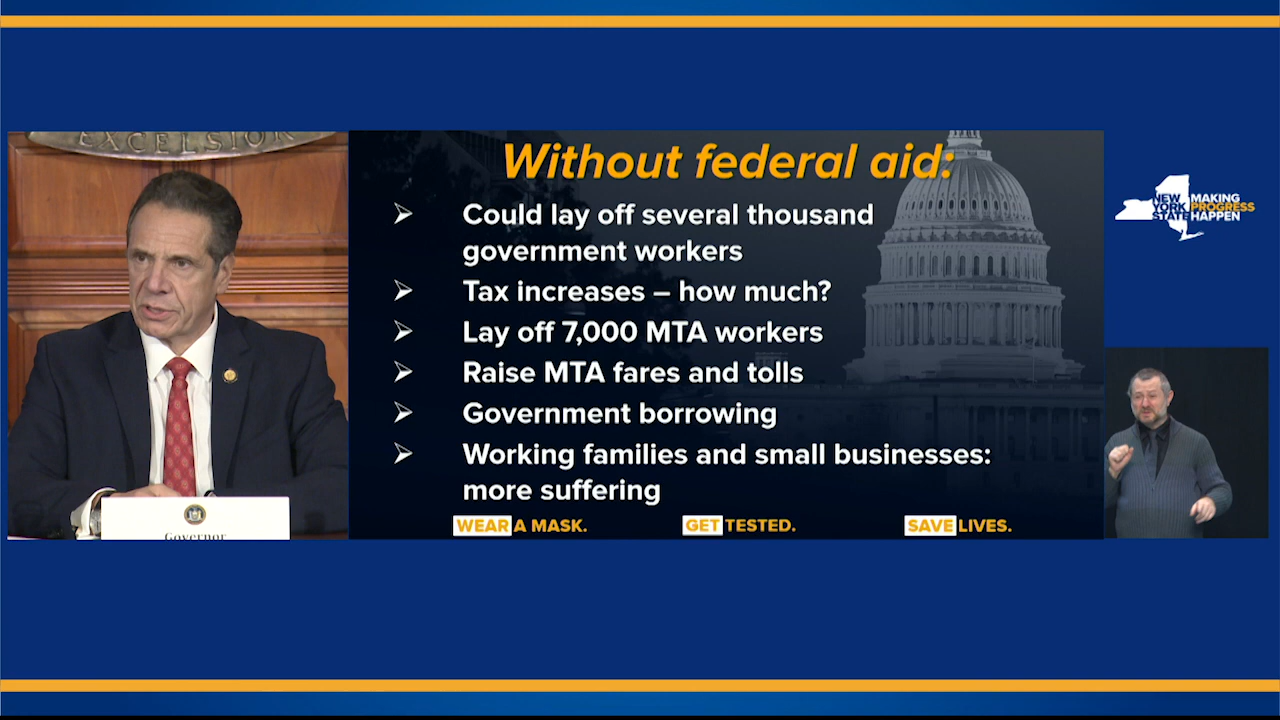 EXCELSIOR
Governor
Without federal aid:
Could lay off several thousand
government workers
Tax increases – how much?
Lay off 7,000 MTA workers
Raise MTA fares and tolls
Government borrowing
Working families and small businesses:
more suffering
WEAR A MASK. GET TESTED. SAVE LIVES.
NEW YORK STATE
MAKING
PROGRESS
HAPPEN